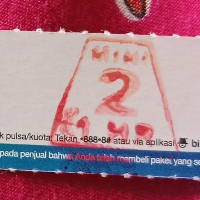 MINI
2
k pulsa/kuota: Tekan *888*8# atau via aplikasi bi
pada penjual bahwa Anda telah membeli paket yang se